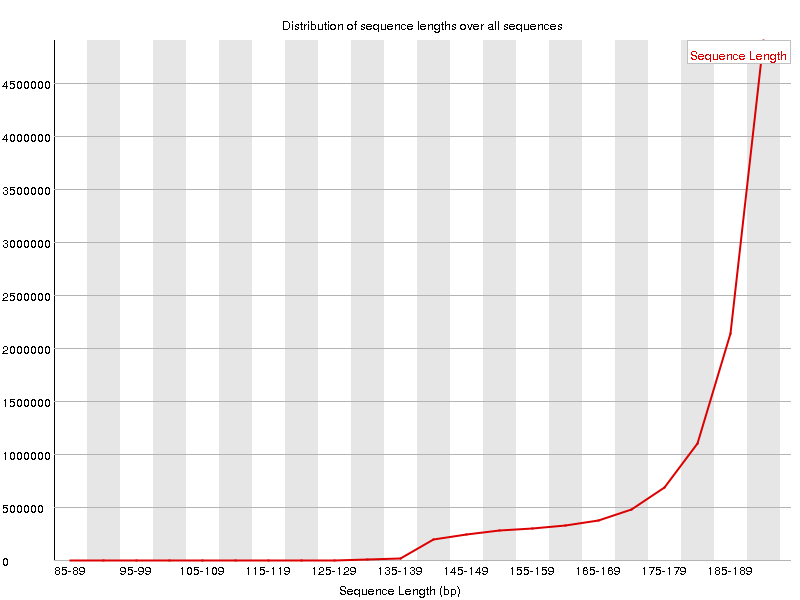 Distribution of sequence lengths over all sequences
Sequence Length
4500000
4000000
3500000
3000000
2500000
2000000
1500000
1000000
500000
0
85-89 95-99 105-109 115-119 125-129 135-139 145-149 155-159 165-169 175-179 185-189
Sequence Length (bp)